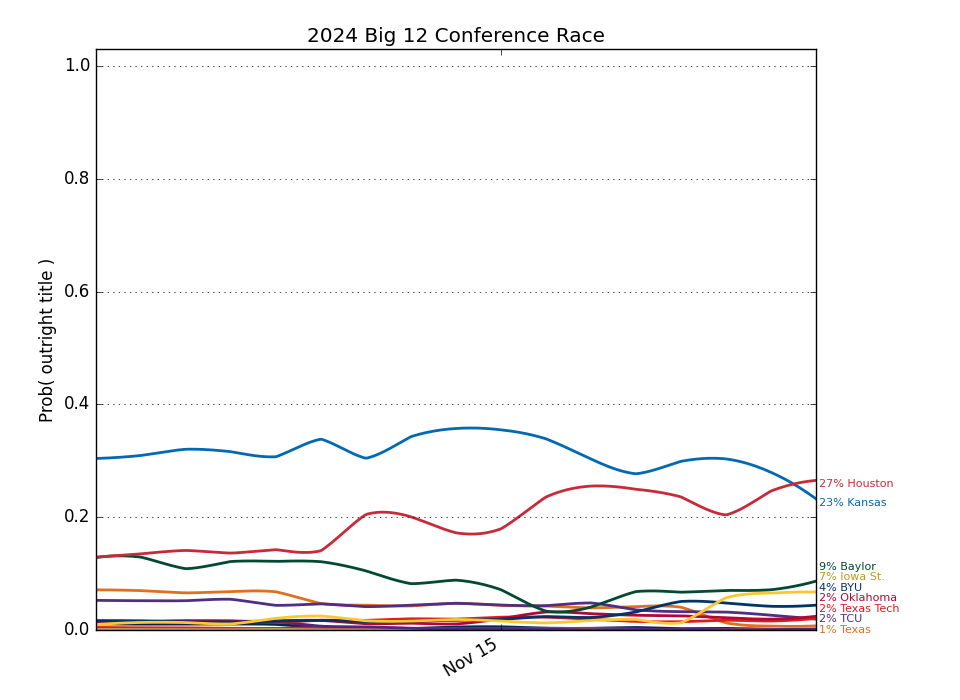 2024 Big 12 Conference Race
1.0
0.8
0.6
0.4
0.2
0.0
Prob( outright title )
Nov 15
27% Houston
23% Kansas
9% Baylor
7% Iowa St.
4% BYU
2% Oklahoma
2% Texas Tech
2% TCU
1% Texas